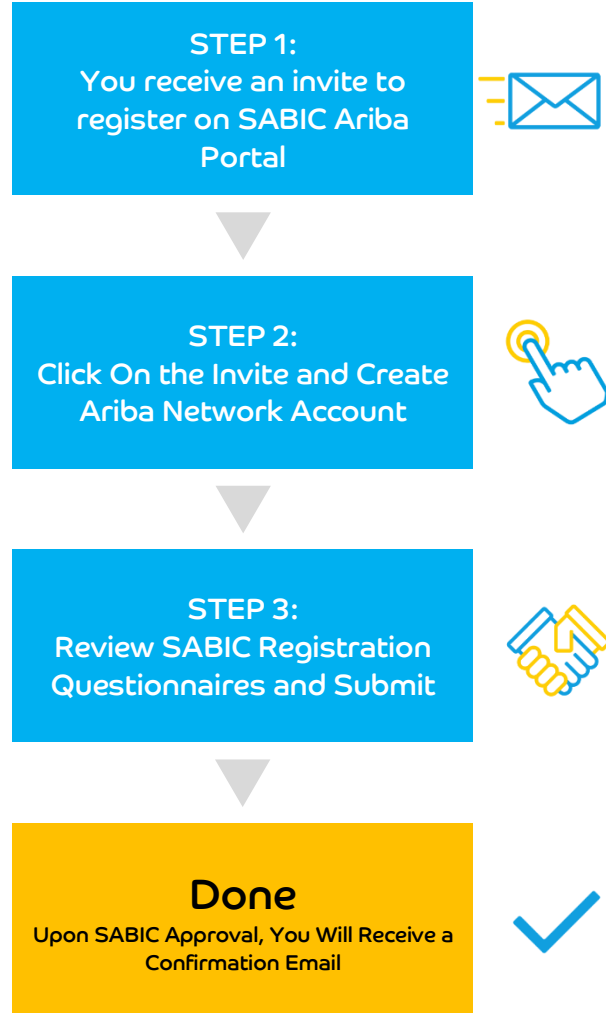 STEP 1:
You receive an invite to
register on SABIC Ariba
Portal
STEP 2:
Click On the Invite and Create
Ariba Network Account
STEP 3:
Review SABIC Registration
Questionnaires and Submit
Done
Upon SABIC Approval, You Will Receive a
Confirmation Email